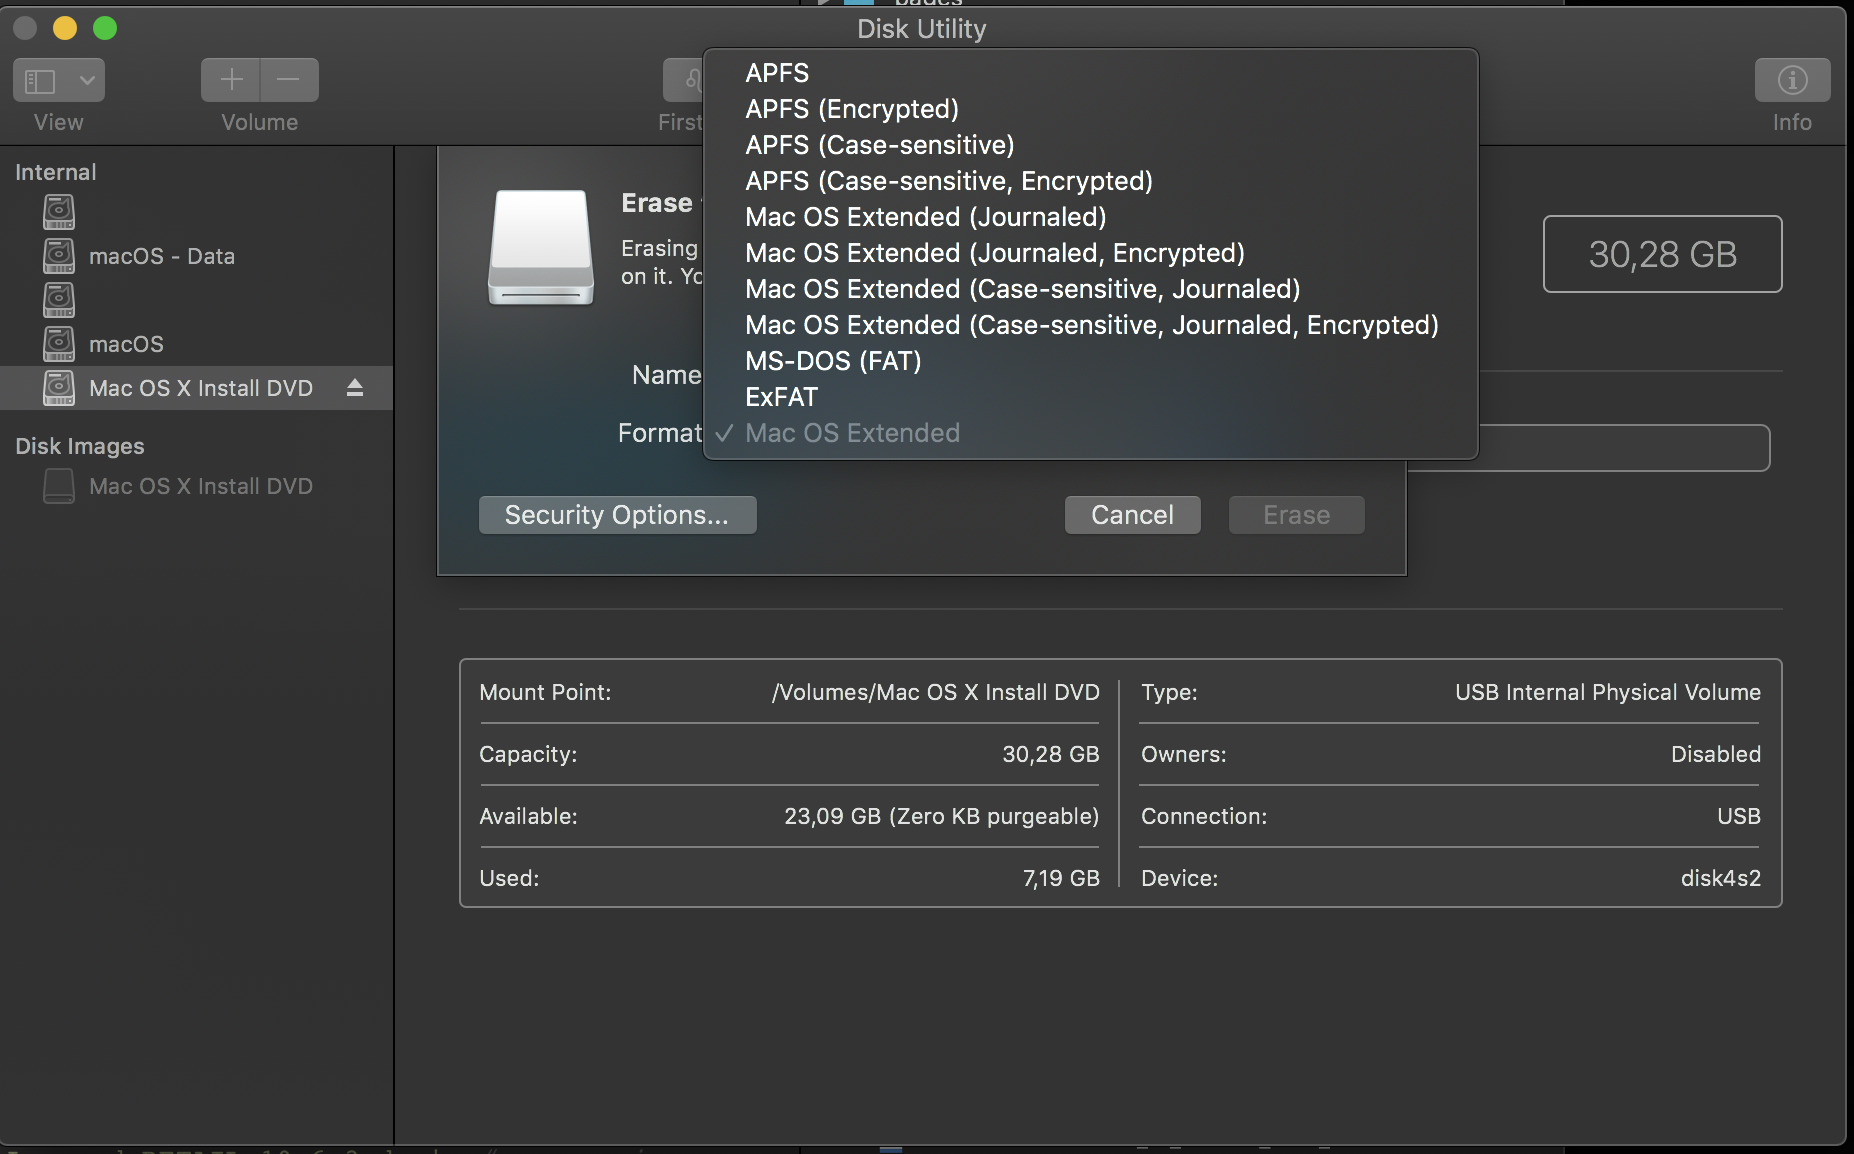 Disk Utility
View
Volume
First
Info
APFS
APFS (Encrypted)
APFS (Case-sensitive)
APFS (Case-sensitive, Encrypted)
Mac OS Extended (Journaled)
Mac OS Extended (Journaled, Encrypted)
Mac OS Extended (Case-sensitive, Journaled)
Mac OS Extended (Case-sensitive, Journaled, Encrypted)
MS-DOS (FAT)
ExFAT
✓ Mac OS Extended
Internal
macOS - Data
macOS
Mac OS X Install DVD
Disk Images
Mac OS X Install DVD
Erase
Erasing
on it.
Name
Format
Security Options...
Cancel
Erase
30,28 GB
Mount Point: /Volumes/Mac OS X Install DVD
Capacity: 30,28 GB
Available: 23,09 GB (Zero KB purgeable)
Used: 7,19 GB
Type: USB Internal Physical Volume
Owners: Disabled
Connection: USB
Device: disk4s2